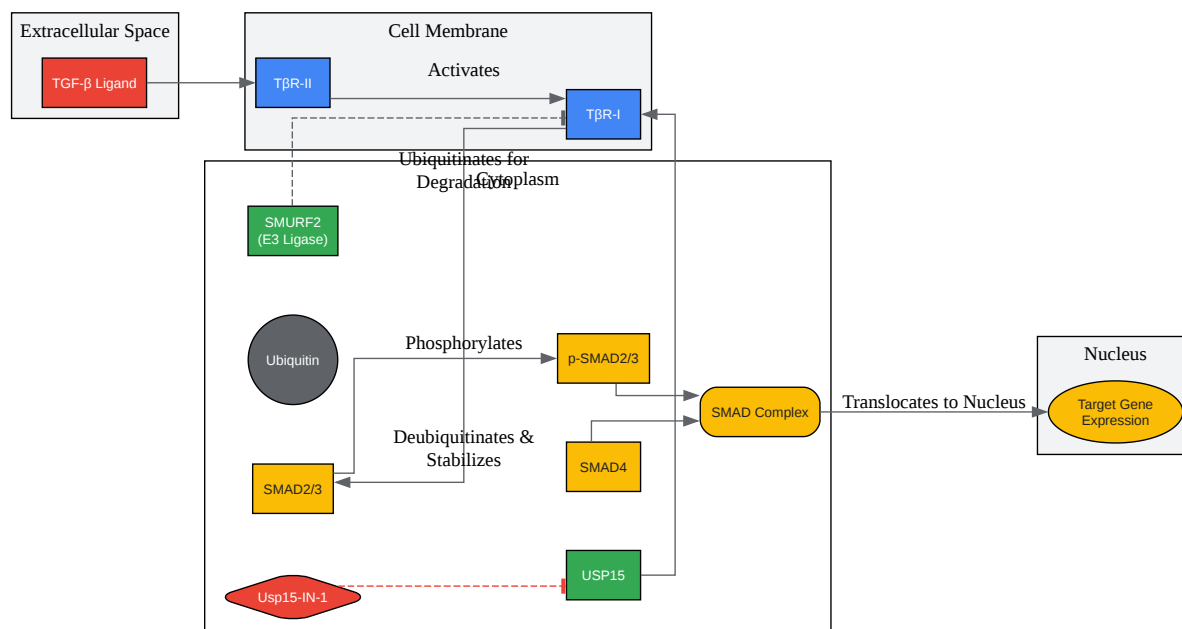 Extracellular Space
TGF-β Ligand
Cell Membrane
TβR-II
Activates
TβR-I
Ubiquitinates for
Degradation
Cytoplasm
SMURF2
(E3 Ligase)
Ubiquitin
Phosphorylates
p-SMAD2/3
SMAD Complex
Translocates to Nucleus
Nucleus
Target Gene
Expression
Deubiquitinates &
Stabilizes
SMAD4
SMAD2/3
USP15
Usp15-IN-1